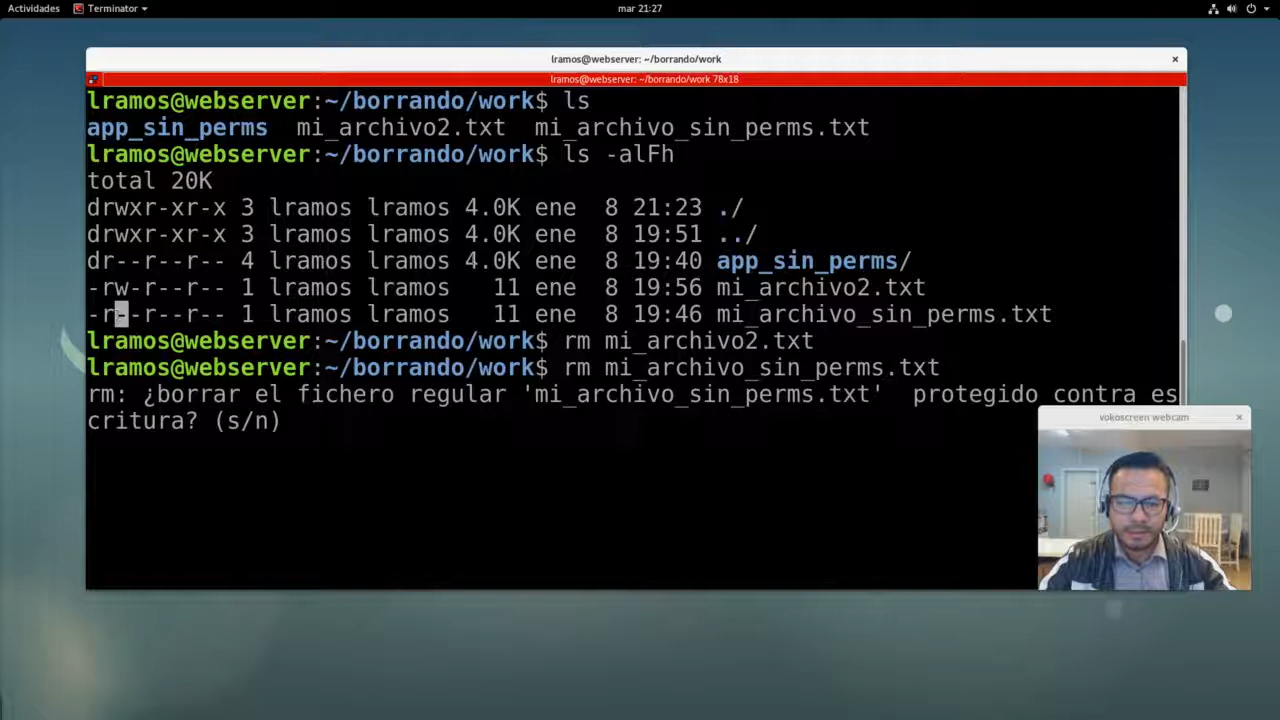 Actividades Terminator mar 21:27
lramos@webserver: ~/borrando/work
lramos@webserver: ~/borrando/work 78x18
lramos@webserver:~/borrando/work$ ls
app_sin_perms mi_archivo2.txt mi_archivo_sin_perms.txt
lramos@webserver:~/borrando/work$ ls -alFh
total 20K
drwxr-xr-x 3 lramos lramos 4.0K ene 8 21:23 ./
drwxr-xr-x 3 lramos lramos 4.0K ene 8 19:51 ../
dr--r--r-- 4 lramos lramos 4.0K ene 8 19:40 app_sin_perms/
-rw-r--r-- 1 lramos lramos 11 ene 8 19:56 mi_archivo2.txt
-r--r--r-- 1 lramos lramos 11 ene 8 19:46 mi_archivo_sin_perms.txt
lramos@webserver:~/borrando/work$ rm mi_archivo2.txt
lramos@webserver:~/borrando/work$ rm mi_archivo_sin_perms.txt
rm: ¿borrar el fichero regular 'mi_archivo_sin_perms.txt'  protegido contra es
critura? (s/n)
vokoscreen webcam